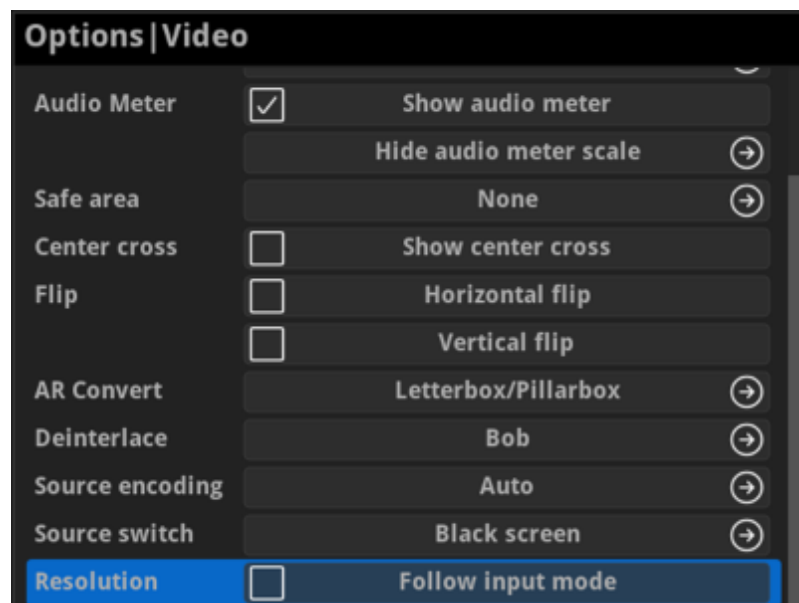 Options|Video
Audio Meter Show audio meter
Hide audio meter scale
Safe area None
Center cross Show center cross
Flip Horizontal flip
Vertical flip
AR Convert Letterbox/Pillarbox
Deinterlace Bob
Source encoding Auto
Source switch Black screen
Resolution Follow input mode